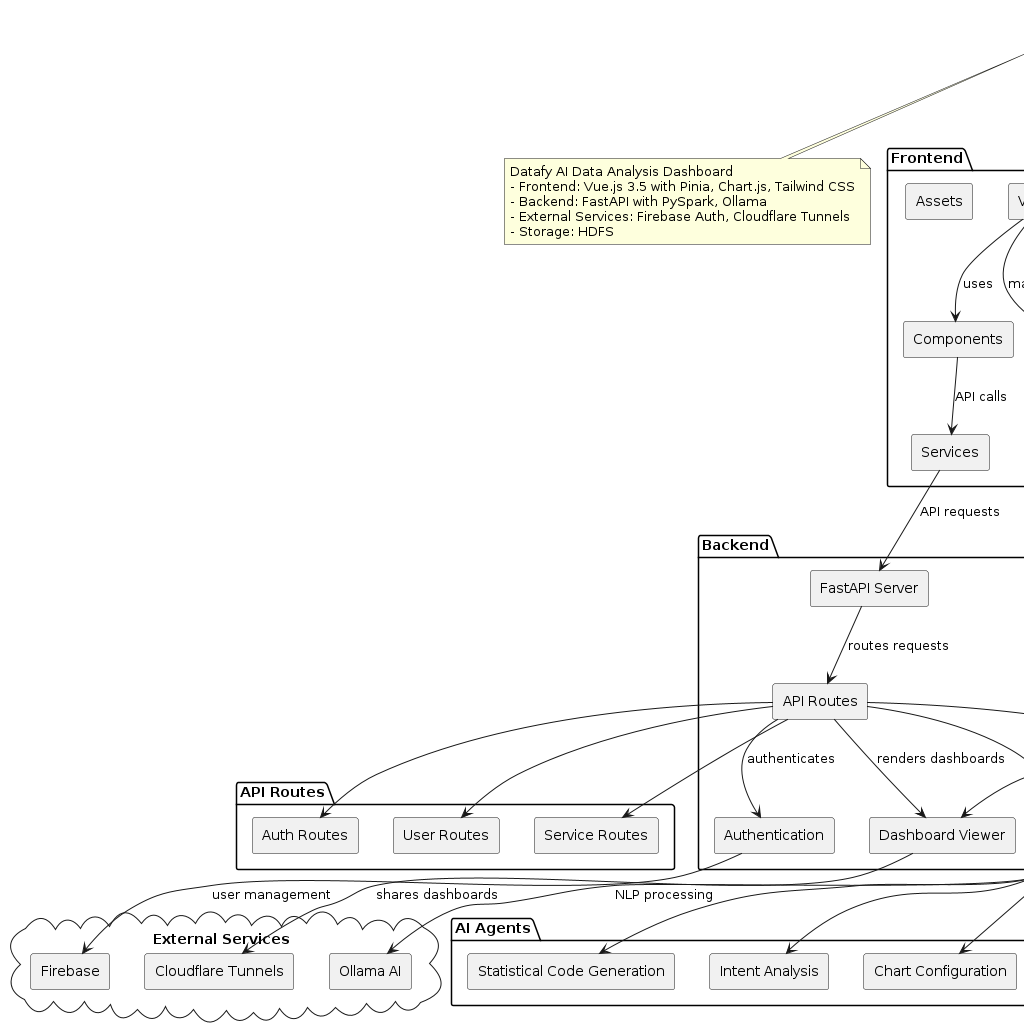 Frontend
Datafy AI Data Analysis Dashboard
- Frontend: Vue.js 3.5 with Pinia, Chart.js, Tailwind CSS
- Backend: FastAPI with PySpark, Ollama
- External Services: Firebase Auth, Cloudflare Tunnels
- Storage: HDFS
Assets
V
uses
ma
Components
API calls
Services
API requests
Backend
FastAPI Server
routes requests
API Routes
authenticates
renders dashboards
API Routes
Auth Routes
User Routes
Service Routes
Authentication
Dashboard Viewer
user management
shares dashboards
NLP processing
External Services
AI Agents
Firebase
Cloudflare Tunnels
Ollama AI
Statistical Code Generation
Intent Analysis
Chart Configuration